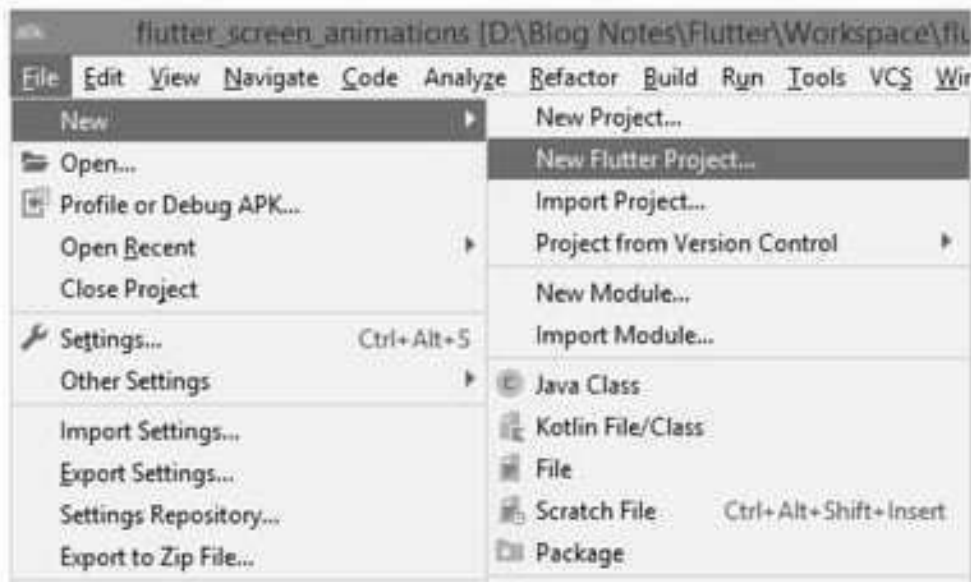 flutter_screen_animations [D:\Blog Notes\Flutter\Workspace\flu
File Edit View Navigate Code Analyze Refactor Build Run Tools VCS Wir
New
Open...
Profile or Debug APK...
Open Recent
Close Project
Settings... Ctrl+Alt+S
Other Settings
Import Settings...
Export Settings...
Settings Repository...
Export to Zip File...
New Project...
New Flutter Project...
Import Project...
Project from Version Control
New Module...
Import Module...
Java Class
Kotlin File/Class
File
Scratch File Ctrl+Alt+Shift+Insert
Package